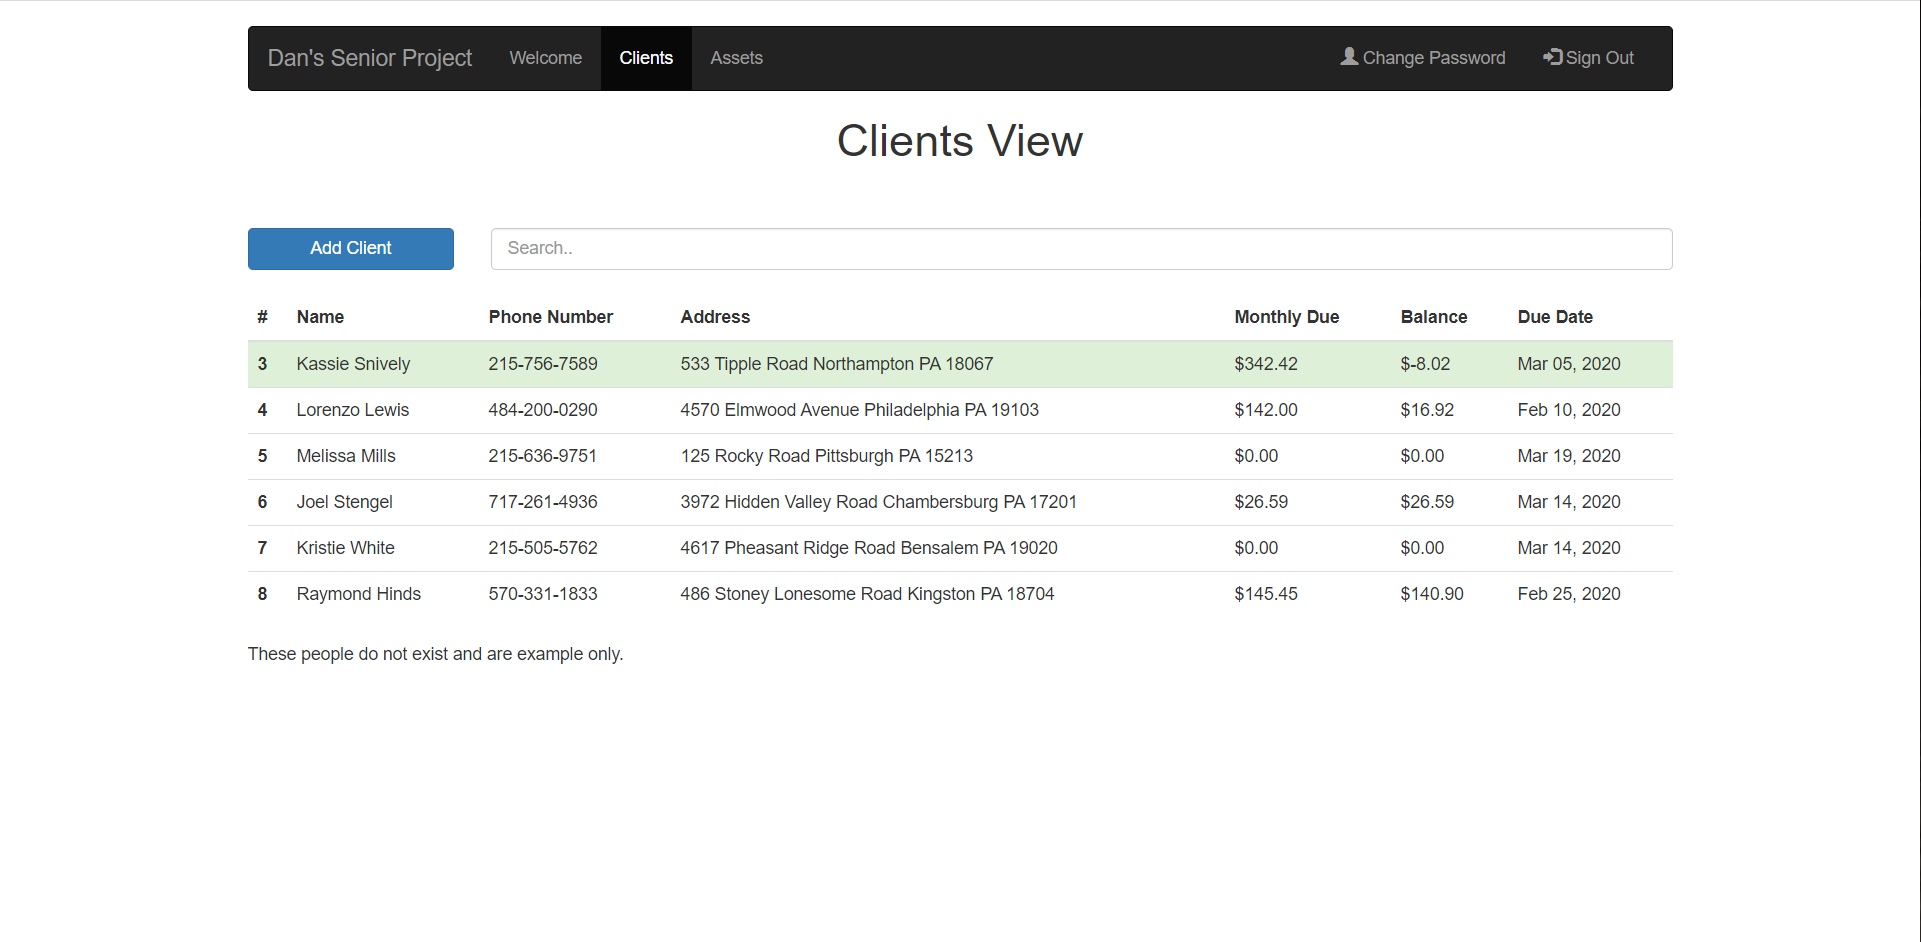 Dan's Senior Project Welcome Clients Assets Change Password Sign Out
Clients View
Add Client Search..
# Name Phone Number Address Monthly Due Balance Due Date
3 Kassie Snively 215-756-7589 533 Tipple Road Northampton PA 18067 $342.42 $-8.02 Mar 05, 2020
4 Lorenzo Lewis 484-200-0290 4570 Elmwood Avenue Philadelphia PA 19103 $142.00 $16.92 Feb 10, 2020
5 Melissa Mills 215-636-9751 125 Rocky Road Pittsburgh PA 15213 $0.00 $0.00 Mar 19, 2020
6 Joel Stengel 717-261-4936 3972 Hidden Valley Road Chambersburg PA 17201 $26.59 $26.59 Mar 14, 2020
7 Kristie White 215-505-5762 4617 Pheasant Ridge Road Bensalem PA 19020 $0.00 $0.00 Mar 14, 2020
8 Raymond Hinds 570-331-1833 486 Stoney Lonesome Road Kingston PA 18704 $145.45 $140.90 Feb 25, 2020
These people do not exist and are example only.